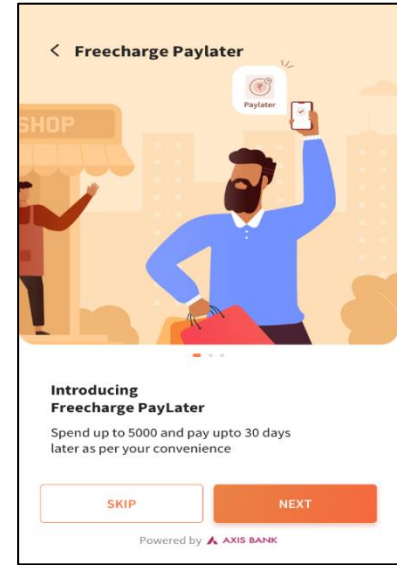 Freecharge Paylater
Paylater
SHOP
Introducing
Freecharge PayLater
Spend up to 5000 and pay upto 30 days
later as per your convenience
SKIP
NEXT
Powered by AXIS BANK